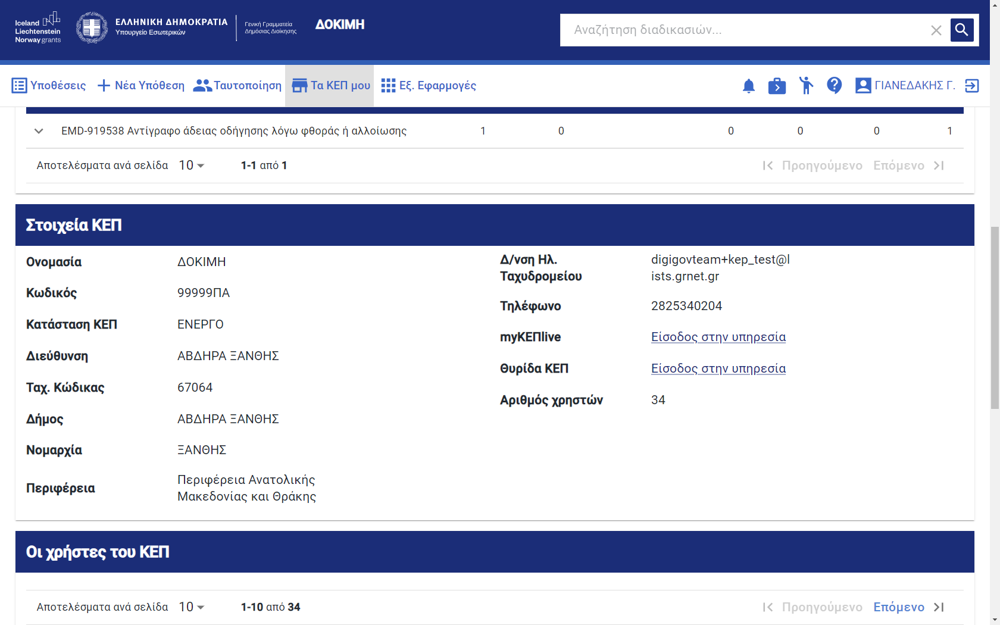 Iceland
Liechtenstein
Norway grants
ΕΛΛΗΝΙΚΗ ΔΗΜΟΚΡΑΤΙΑ
Υπουργείο Εσωτερικών
Γενική Γραμματεία
Δημόσιας Διοίκησης
ΔΟΚΙΜΗ
Αναζήτηση διαδικασιών...
Υποθέσεις
Νέα Υπόθεση
Ταυτοποίηση
Τα ΚΕΠ μου
Εξ. Εφαρμογές
ΓΙΑΝΕΔΑΚΗΣ Γ.
EMD-919538 Αντίγραφο άδειας οδήγησης λόγω φθοράς ή αλλοίωσης 1 0 0 0 0 1
Αποτελέσματα ανά σελίδα 10 1-1 από 1 Προηγούμενο Επόμενο
Στοιχεία ΚΕΠ
Ονομασία ΔΟΚΙΜΗ
Κωδικός 99999ΠΑ
Κατάσταση ΚΕΠ ΕΝΕΡΓΟ
Διεύθυνση ΑΒΔΗΡΑ ΞΑΝΘΗΣ
Ταχ. Κώδικας 67064
Δήμος ΑΒΔΗΡΑ ΞΑΝΘΗΣ
Νομαρχία ΞΑΝΘΗΣ
Περιφέρεια Περιφέρεια Ανατολικής
Μακεδονίας και Θράκης
Δ/νση Ηλ. digigovteam+kep_test@l
Ταχυδρομείου ists.grnet.gr
Τηλέφωνο 2825340204
myΚΕΠlive Είσοδος στην υπηρεσία
Θυρίδα ΚΕΠ Είσοδος στην υπηρεσία
Αριθμός χρηστών 34
Οι χρήστες του ΚΕΠ
Αποτελέσματα ανά σελίδα 10 1-10 από 34 Προηγούμενο Επόμενο